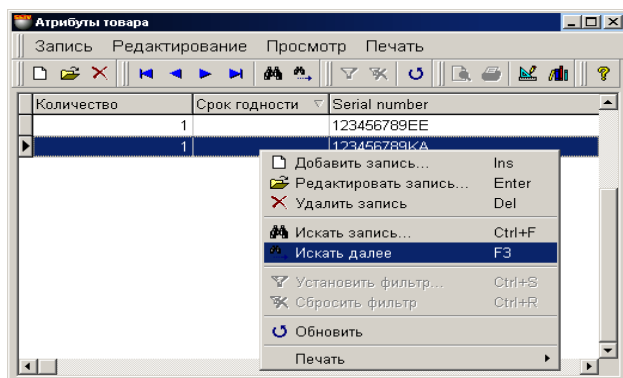 Атрибуты товара
Запись Редактирование Просмотр Печать
Количество Срок годности Serial number
1 123456789EE
1 123456789KA
Добавить запись... Ins
Редактировать запись... Enter
Удалить запись Del
Искать запись... Ctrl+F
Искать далее F3
Установить фильтр... Ctrl+S
Сбросить фильтр Ctrl+R
Обновить
Печать